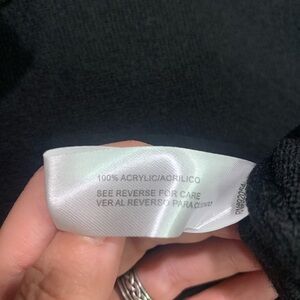 100% ACRYLIC/ACRILICO
SEE REVERSE FOR CARE
VER AL REVERSO PARA